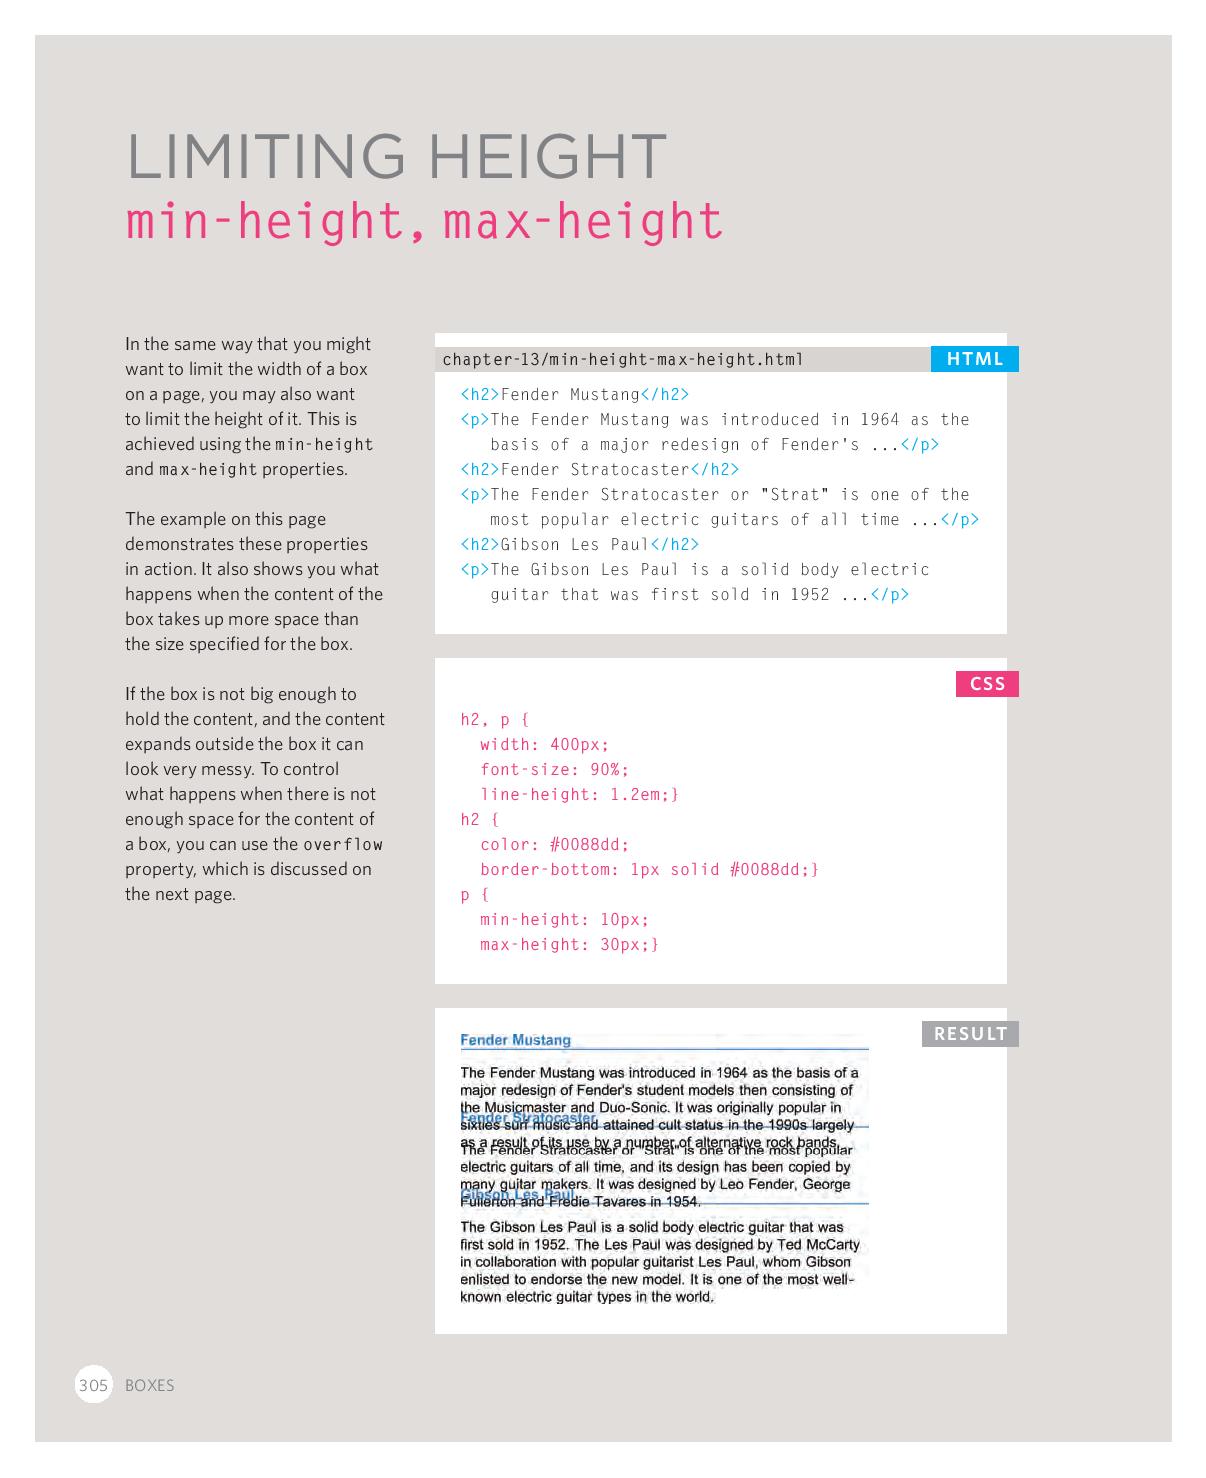 LIMITING HEIGHT
min-height, max-height
In the same way that you might
want to limit the width of a box
on a page, you may also want
to limit the height of it. This is
achieved using the min-height
and max-height properties.
The example on this page
demonstrates these properties
in action. It also shows you what
happens when the content of the
box takes up more space than
the size specified for the box.
If the box is not big enough to
hold the content, and the content
expands outside the box it can
look very messy. To control
what happens when there is not
enough space for the content of
a box, you can use the overflow
property, which is discussed on
the next page.
chapter-13/min-height-max-height.html
HTML
<h2>Fender Mustang</h2>
<p>The Fender Mustang was introduced in 1964 as the
basis of a major redesign of Fender's ...</p>
<h2>Fender Stratocaster</h2>
<p>The Fender Stratocaster or "Strat" is one of the
most popular electric guitars of all time ...</p>
<h2>Gibson Les Paul</h2>
<p>The Gibson Les Paul is a solid body electric
guitar that was first sold in 1952 ...</p>
CSS
h2, p {
width: 400px;
font-size: 90%;
line-height: 1.2em;}
h2 {
color: #0088dd;
border-bottom: 1px solid #0088dd;}
p {
min-height: 10px;
max-height: 30px;}
RESULT
Fender Mustang
The Fender Mustang was introduced in 1964 as the basis of a
major redesign of Fender's student models then consisting of
the Musicmaster and Duo-Sonic. It was originally popular in
Fender Stratocaster
sixties surf music and attained cult status in the 1990s largely
as a result of its use by a number of alternative rock bands.
The Fender Stratocaster or "Strat" is one of the most popular
electric guitars of all time, and its design has been copied by
many guitar makers. It was designed by Leo Fender, George
Gibson Les Paul
Fullerton and Fredie Tavares in 1954.
The Gibson Les Paul is a solid body electric guitar that was
first sold in 1952. The Les Paul was designed by Ted McCarty
in collaboration with popular guitarist Les Paul, whom Gibson
enlisted to endorse the new model. It is one of the most well-
known electric guitar types in the world.
305 BOXES